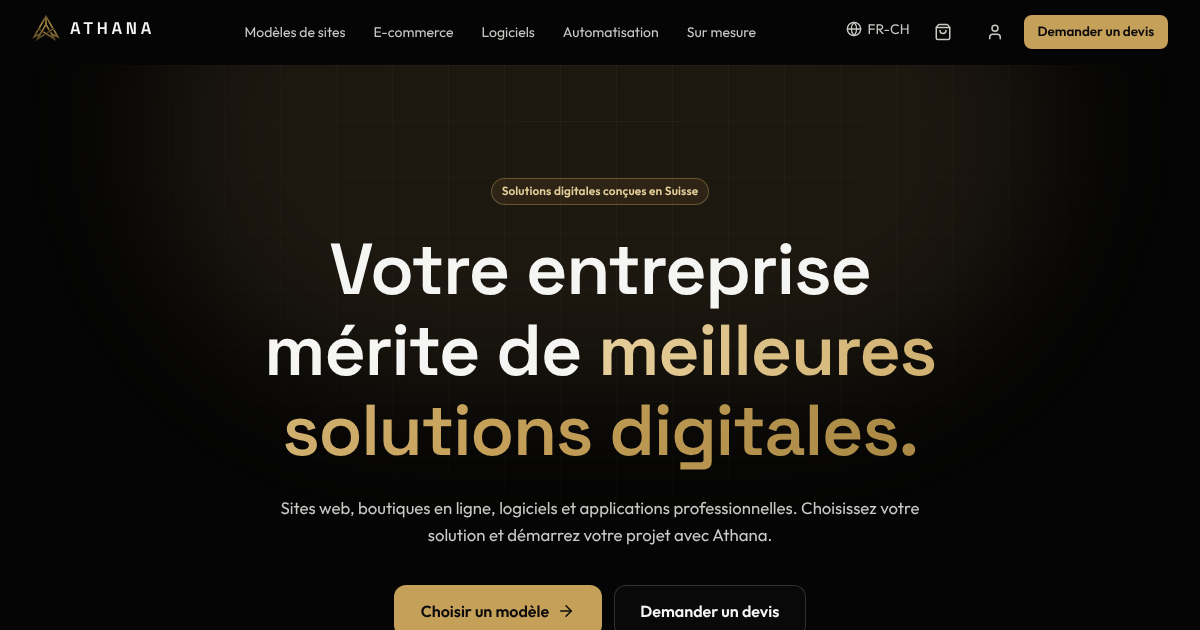 ATHANA
Modèles de sites
E-commerce
Logiciels
Automatisation
Sur mesure
FR-CH
Demander un devis
Solutions digitales conçues en Suisse
Votre entreprise
mérite de meilleures
solutions digitales.
Sites web, boutiques en ligne, logiciels et applications professionnelles. Choisissez votre
solution et démarrez votre projet avec Athana.
Choisir un modèle
Demander un devis